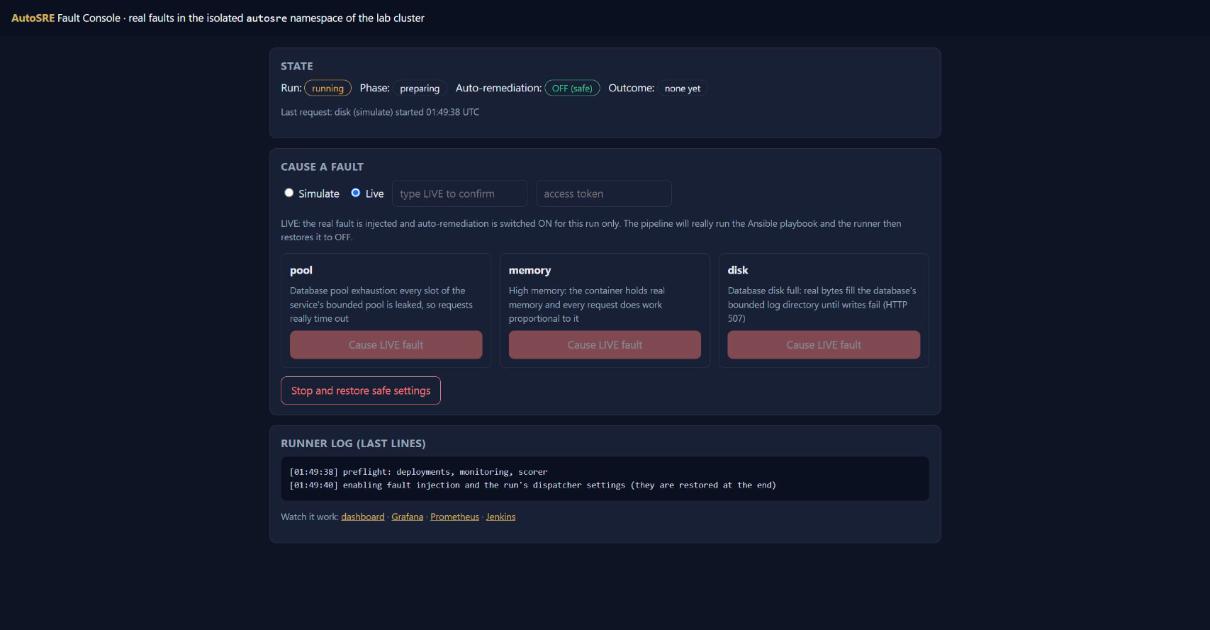 AutoSRE Fault Console · real faults in the isolated autosre namespace of the lab cluster
STATE
Run: running Phase: preparing Auto-remediation: OFF (safe) Outcome: none yet
Last request: disk (simulate) started 01:49:38 UTC
CAUSE A FAULT
Simulate Live type LIVE to confirm access token
LIVE: the real fault is injected and auto-remediation is switched ON for this run only. The pipeline will really run the Ansible playbook and the runner then
restores it to OFF.
pool
Database pool exhaustion: every slot of the
service's bounded pool is leaked, so requests
really time out
Cause LIVE fault
memory
High memory: the container holds real
memory and every request does work
proportional to it
Cause LIVE fault
disk
Database disk full: real bytes fill the database's
bounded log directory until writes fail (HTTP
507)
Cause LIVE fault
Stop and restore safe settings
RUNNER LOG (LAST LINES)
[01:49:38] preflight: deployments, monitoring, scorer
[01:49:40] enabling fault injection and the run's dispatcher settings (they are restored at the end)
Watch it work: dashboard · Grafana · Prometheus · Jenkins